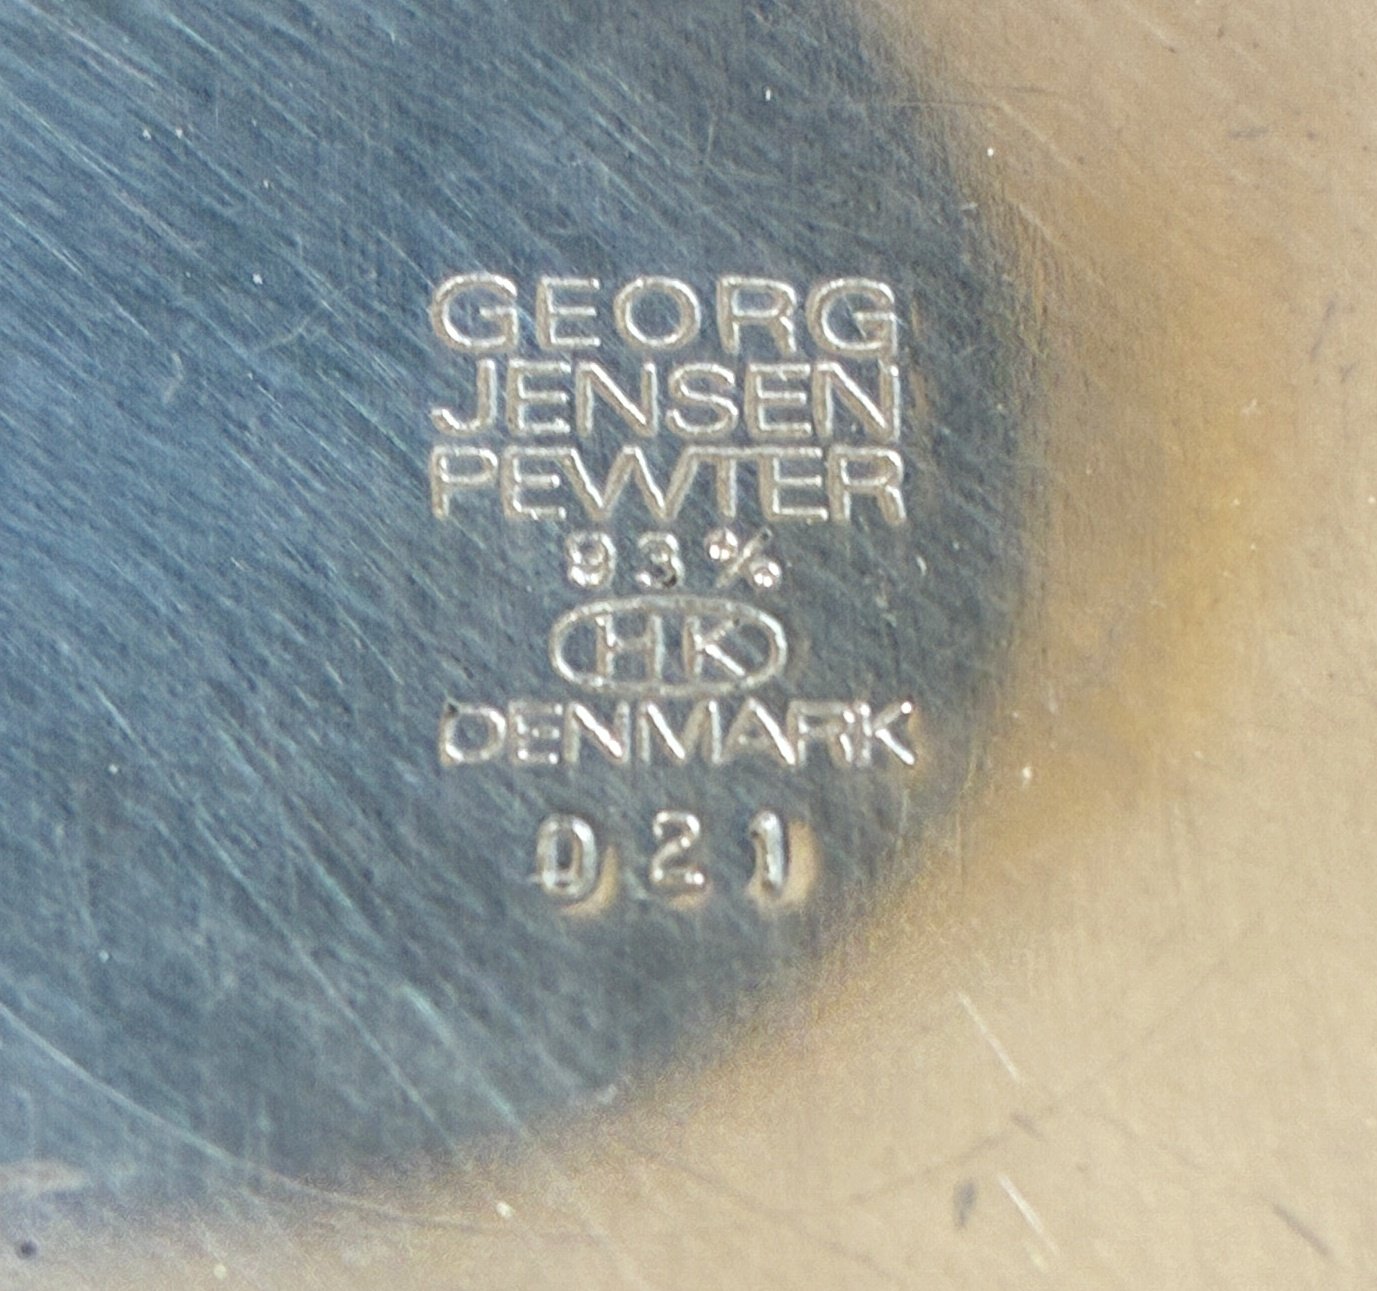 GEORG
JENSEN
PEWTER
93%
HK
DENMARK
021